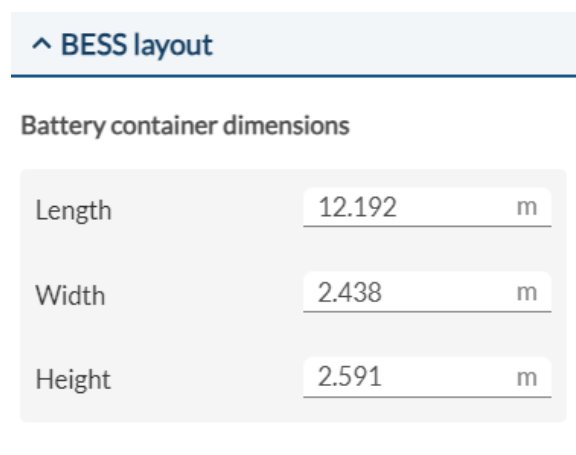 BESS layout
Battery container dimensions
Length 12.192 m
Width 2.438 m
Height 2.591 m